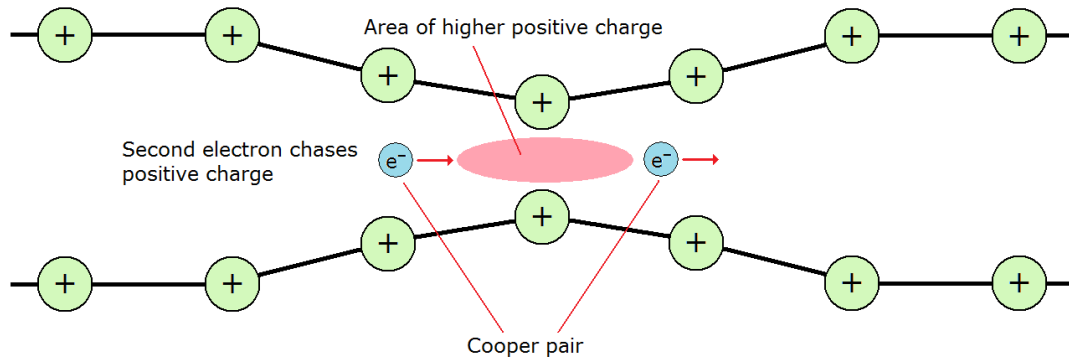 Area of higher positive charge
+ + + + + + +
Second electron chases
positive charge
e⁻ e⁻
+ + + + + + +
Cooper pair